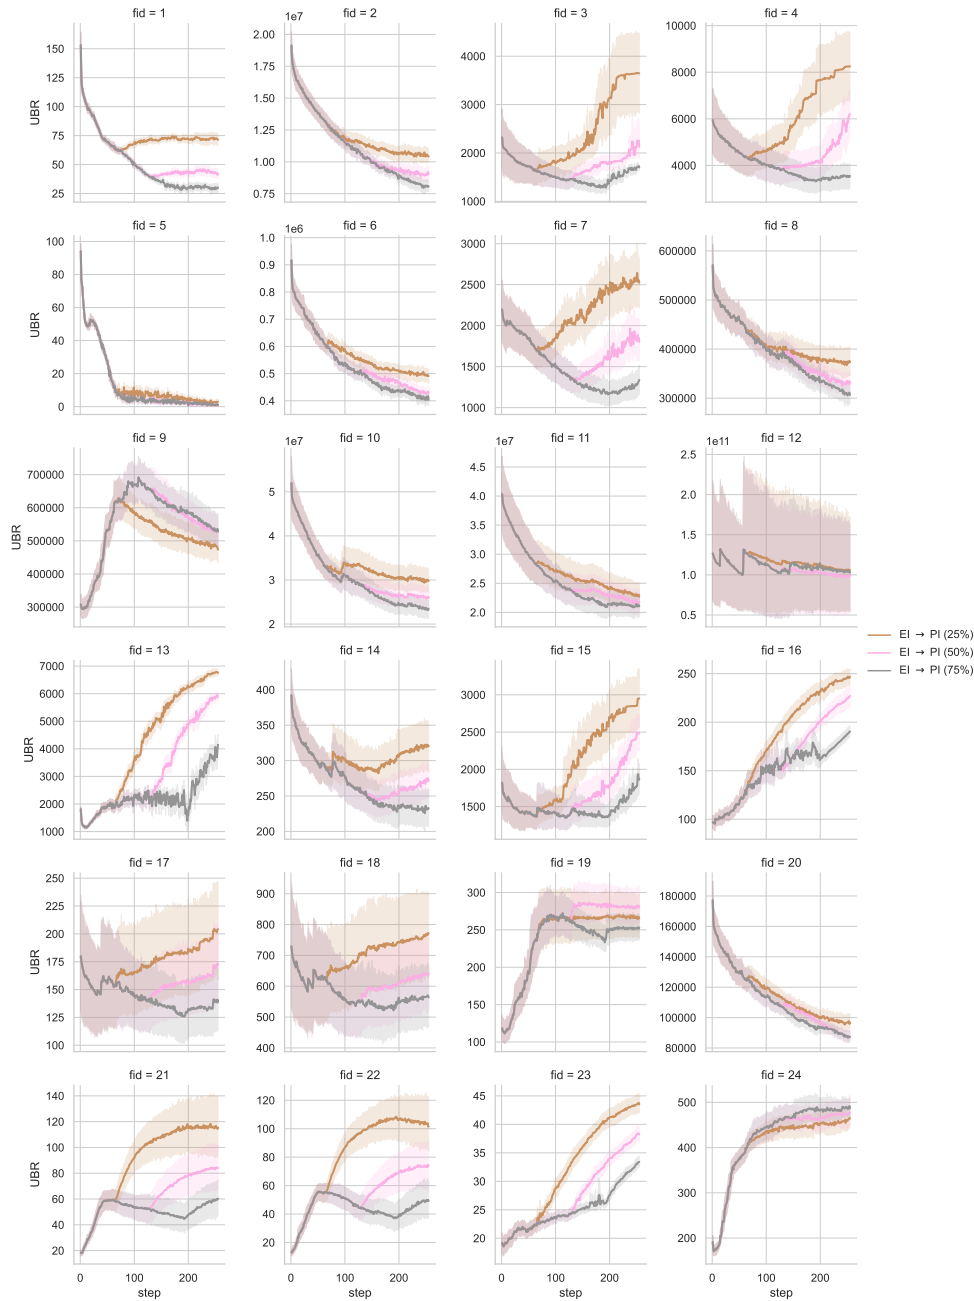 fid = 1
fid = 2
fid = 3
fid = 4
1e7
UBR
150
125
100
75
50
25
2.0
1.8
1.5
1.2
1.0
0.8
4000
3000
2000
1000
10000
8000
6000
4000
fid = 5
fid = 6
fid = 7
fid = 8
1e6
UBR
100
80
60
40
20
0
1.0
0.9
0.8
0.7
0.6
0.5
0.4
3000
2500
2000
1500
1000
600000
500000
400000
300000
fid = 9
fid = 10
fid = 11
fid = 12
1e7
1e7
1e11
UBR
700000
600000
500000
400000
300000
5
4
3
2
4.5
4.0
3.5
3.0
2.5
2.0
2.5
2.0
1.5
1.0
0.5
EI → PI (25%)
EI → PI (50%)
EI → PI (75%)
fid = 13
fid = 14
fid = 15
fid = 16
UBR
7000
6000
5000
4000
3000
2000
1000
400
350
300
250
200
3000
2500
2000
1500
250
200
150
100
fid = 17
fid = 18
fid = 19
fid = 20
UBR
250
225
200
175
150
125
100
900
800
700
600
500
400
300
250
200
150
100
180000
160000
140000
120000
100000
80000
fid = 21
fid = 22
fid = 23
fid = 24
UBR
140
120
100
80
60
40
20
120
100
80
60
40
20
45
40
35
30
25
20
500
400
300
200
0 100 200
0 100 200
0 100 200
0 100 200
step
step
step
step